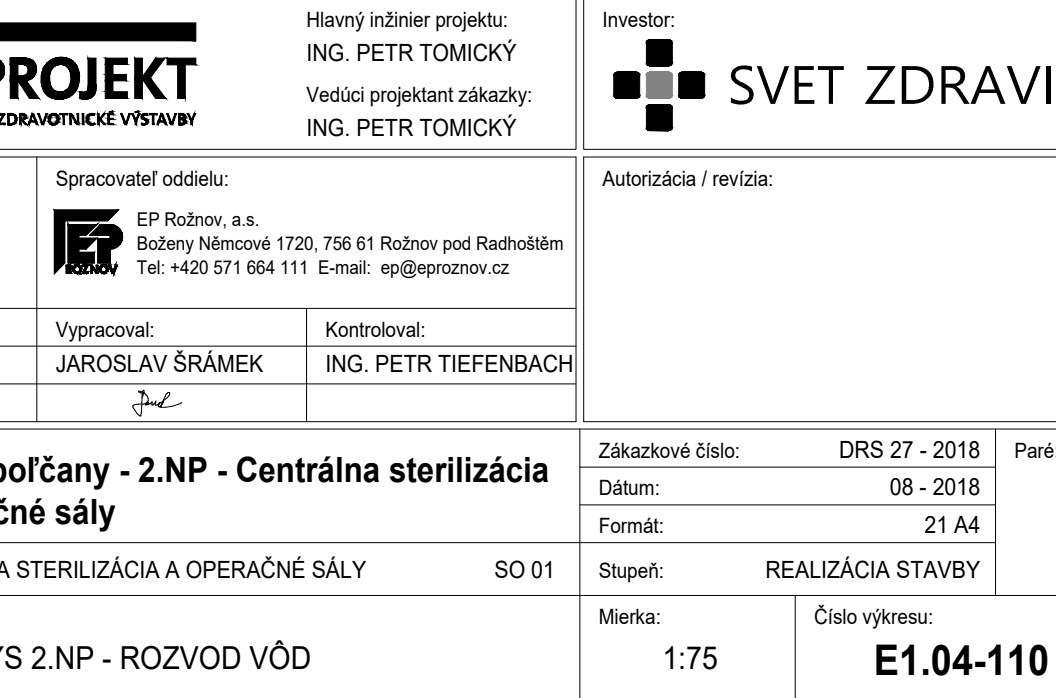 Hlavný inžinier projektu:
ING. PETR TOMICKÝ
Vedúci projektant zákazky:
ING. PETR TOMICKÝ
PROJEKT
ZDRAVOTNICKÉ VÝSTAVBY
Investor:
SVET ZDRAVI
Spracovateľ oddielu:
EP ROZNOV
EP Rožnov, a.s.
Boženy Němcové 1720, 756 61 Rožnov pod Radhoštěm
Tel: +420 571 664 111 E-mail: ep@eproznov.cz
Autorizácia / revízia:
Vypracoval:
Kontroloval:
JAROSLAV ŠRÁMEK
ING. PETR TIEFENBACH
poľčany - 2.NP - Centrálna sterilizácia
čné sály
A STERILIZÁCIA A OPERAČNÉ SÁLY SO 01
Zákazkové číslo: DRS 27 - 2018
Dátum: 08 - 2018
Formát: 21 A4
Stupeň: REALIZÁCIA STAVBY
Paré
YS 2.NP - ROZVOD VÔD
Mierka:
1:75
Číslo výkresu:
E1.04-110